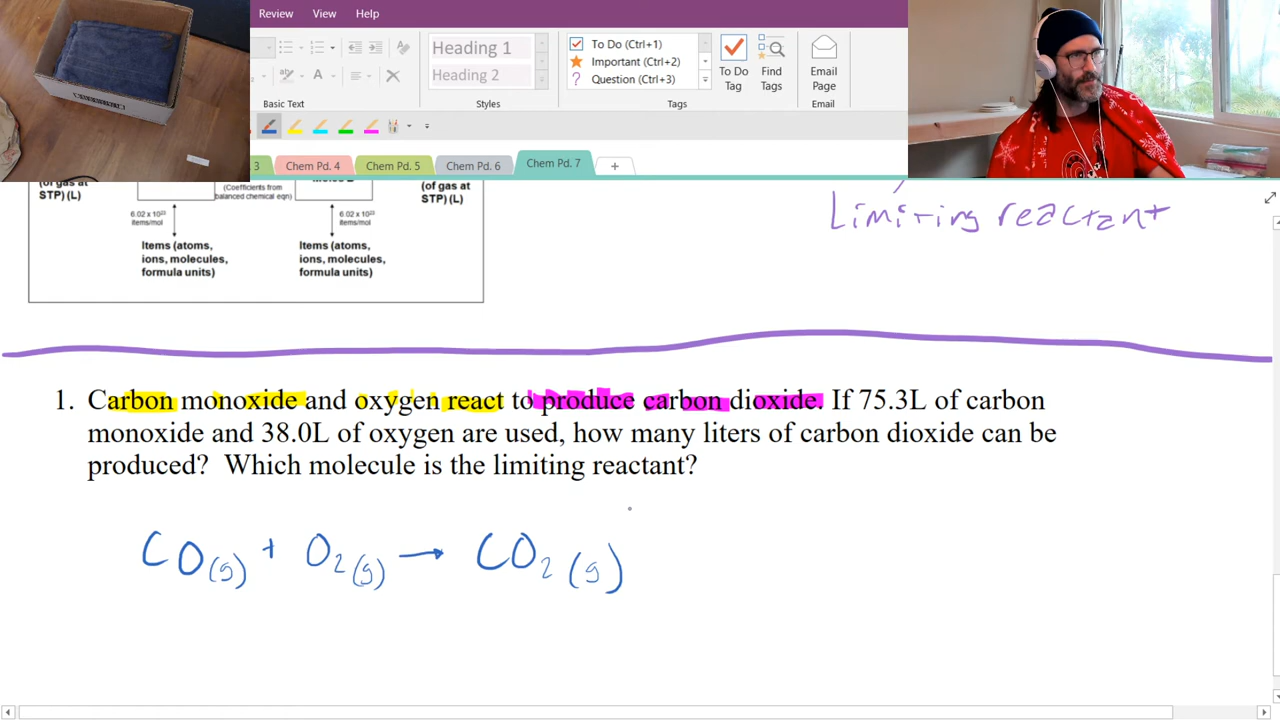 Review View Help
Heading 1
Heading 2
To Do (Ctrl+1)
Important (Ctrl+2)
Question (Ctrl+3)
To Do Tag
Find Tags
Email Page
Basic Text
Styles
Tags
Email
3 Chem Pd. 4 Chem Pd. 5 Chem Pd. 6 Chem Pd. 7 +
(of gas at
STP) (L)
(Coefficients from
balanced chemical eqn)
(of gas at
STP) (L)
6.02 x 10²³
items/mol
6.02 x 10²³
items/mol
Items (atoms,
ions, molecules,
formula units)
Items (atoms,
ions, molecules,
formula units)
Limiting reactant
1. Carbon monoxide and oxygen react to produce carbon dioxide. If 75.3L of carbon
monoxide and 38.0L of oxygen are used, how many liters of carbon dioxide can be
produced? Which molecule is the limiting reactant?
CO(g) + O₂(g) → CO₂(g)